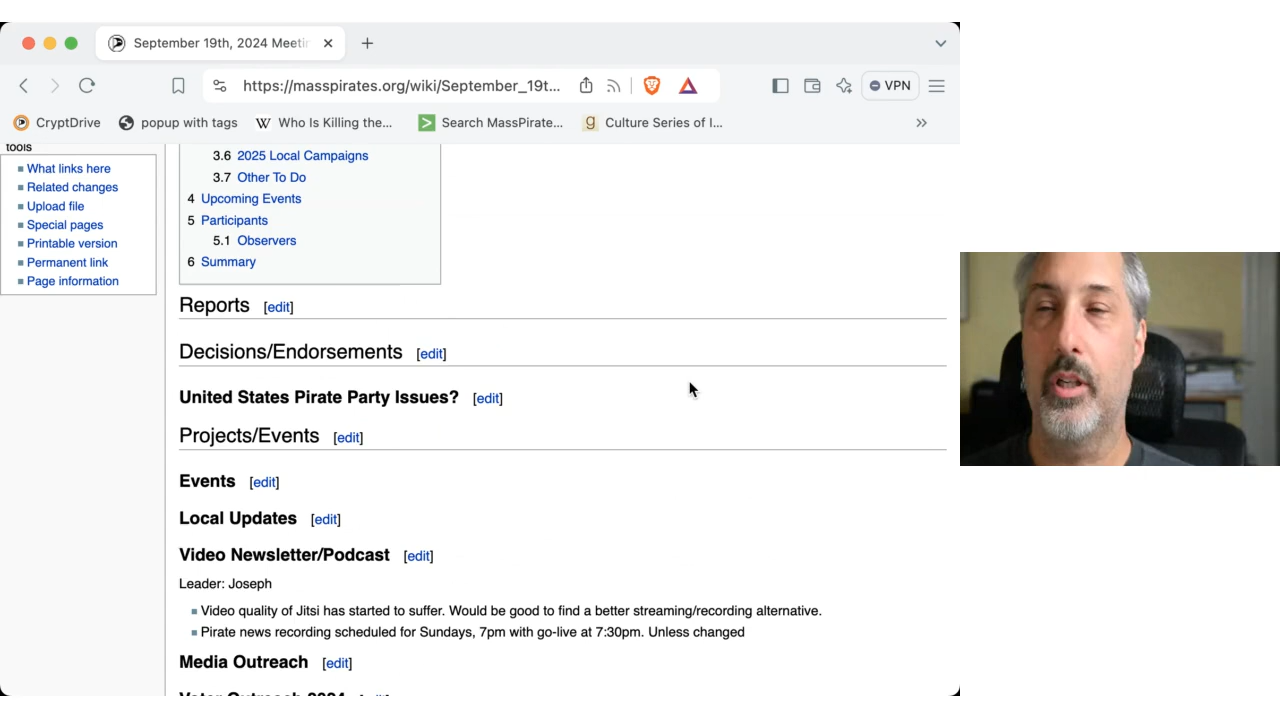 September 19th, 2024 Meeti
https://masspirates.org/wiki/September_19t...
VPN
CryptDrive
popup with tags
Who Is Killing the...
Search MassPirate...
Culture Series of I...
tools
What links here
Related changes
Upload file
Special pages
Printable version
Permanent link
Page information
3.6 2025 Local Campaigns
3.7 Other To Do
4 Upcoming Events
5 Participants
5.1 Observers
6 Summary
Reports [edit]
Decisions/Endorsements [edit]
United States Pirate Party Issues? [edit]
Projects/Events [edit]
Events [edit]
Local Updates [edit]
Video Newsletter/Podcast [edit]
Leader: Joseph
Video quality of Jitsi has started to suffer. Would be good to find a better streaming/recording alternative.
Pirate news recording scheduled for Sundays, 7pm with go-live at 7:30pm. Unless changed
Media Outreach [edit]